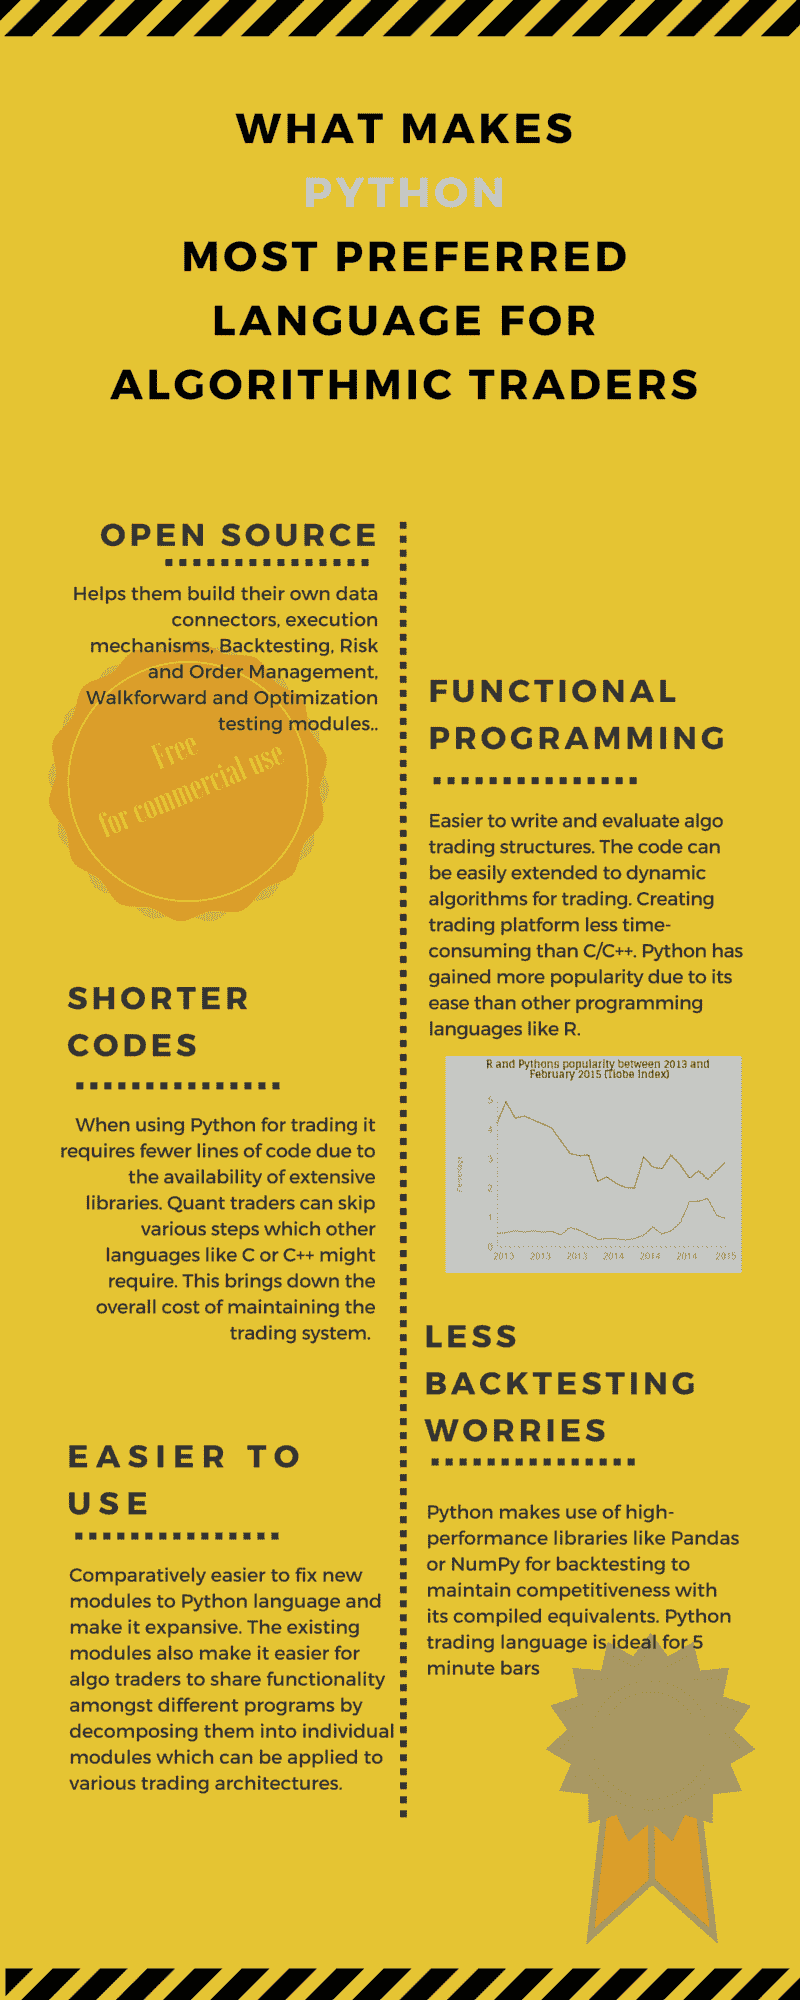 WHAT MAKES
PYTHON
MOST PREFERRED
LANGUAGE FOR
ALGORITHMIC TRADERS
OPEN SOURCE
Helps them build their own data
connectors, execution
mechanisms, Backtesting, Risk
and Order Management,
Walkforward and Optimization
testing modules..
Free
for commercial use
FUNCTIONAL
PROGRAMMING
Easier to write and evaluate algo
trading structures. The code can
be easily extended to dynamic
algorithms for trading. Creating
trading platform less time-
consuming than C/C++. Python has
gained more popularity due to its
ease than other programming
languages like R.
R and Pythons popularity between 2013 and
February 2015 (Tiobe Index)
Percentage
5
4
3
2
1
0
2013 2013 2013 2014 2014 2014 2015
SHORTER
CODES
When using Python for trading it
requires fewer lines of code due to
the availability of extensive
libraries. Quant traders can skip
various steps which other
languages like C or C++ might
require. This brings down the
overall cost of maintaining the
trading system.
LESS
BACKTESTING
WORRIES
Python makes use of high-
performance libraries like Pandas
or NumPy for backtesting to
maintain competitiveness with
its compiled equivalents. Python
trading language is ideal for 5
minute bars
EASIER TO
USE
Comparatively easier to fix new
modules to Python language and
make it expansive. The existing
modules also make it easier for
algo traders to share functionality
amongst different programs by
decomposing them into individual
modules which can be applied to
various trading architectures.